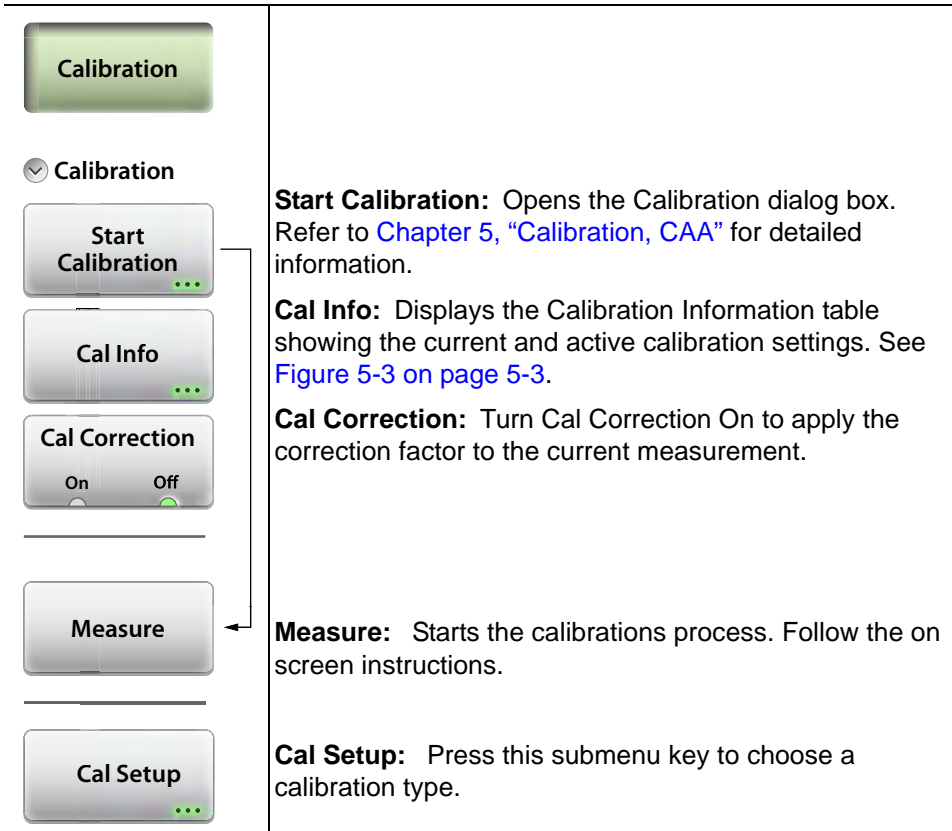 Calibration
Calibration
Start
Calibration
Cal Info
Cal Correction
On Off
Measure
Cal Setup
Start Calibration: Opens the Calibration dialog box.
Refer to Chapter 5, “Calibration, CAA” for detailed
information.
Cal Info: Displays the Calibration Information table
showing the current and active calibration settings. See
Figure 5-3 on page 5-3.
Cal Correction: Turn Cal Correction On to apply the
correction factor to the current measurement.
Measure: Starts the calibrations process. Follow the on
screen instructions.
Cal Setup: Press this submenu key to choose a
calibration type.